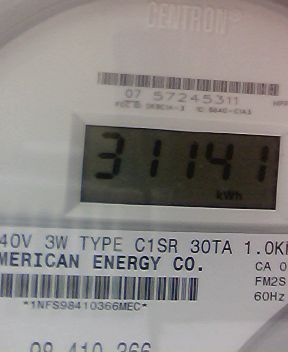 CENTRON®
07 57245311
31141
kWh
40V 3W TYPE C1SR 30TA 1.0K
MERICAN ENERGY CO.
CA 0
FM2S
60Hz
*1NFS98410366MEC*
98 410 366